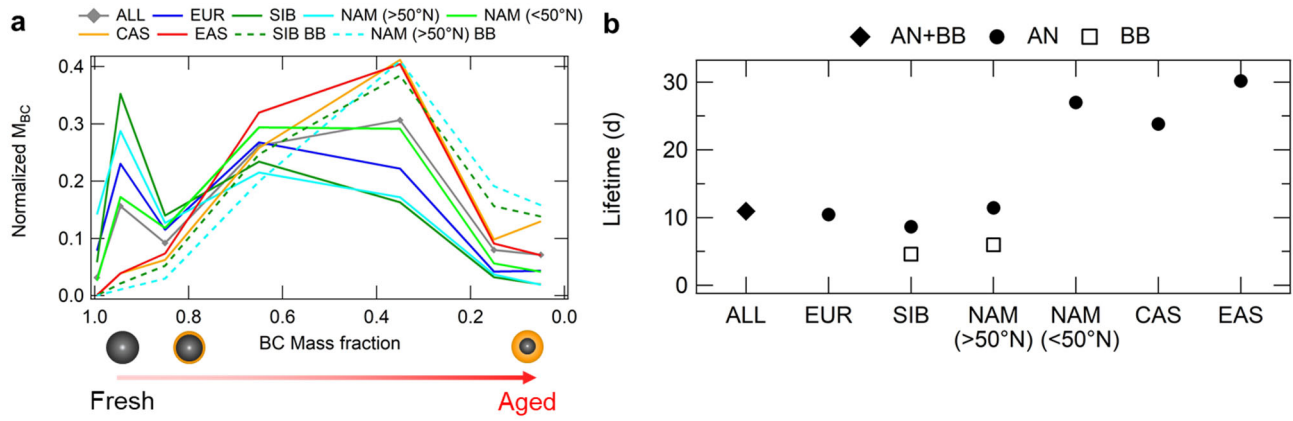 a
ALL EUR SIB NAM (>50°N) NAM (<50°N)
CAS EAS SIB BB NAM (>50°N) BB
Normalized M_BC
0.4
0.3
0.2
0.1
0.0
1.0 0.8 0.6 0.4 0.2 0.0
BC Mass fraction
Fresh
Aged
b
AN+BB AN BB
Lifetime (d)
30
20
10
0
ALL EUR SIB NAM NAM CAS EAS
(>50°N) (<50°N)